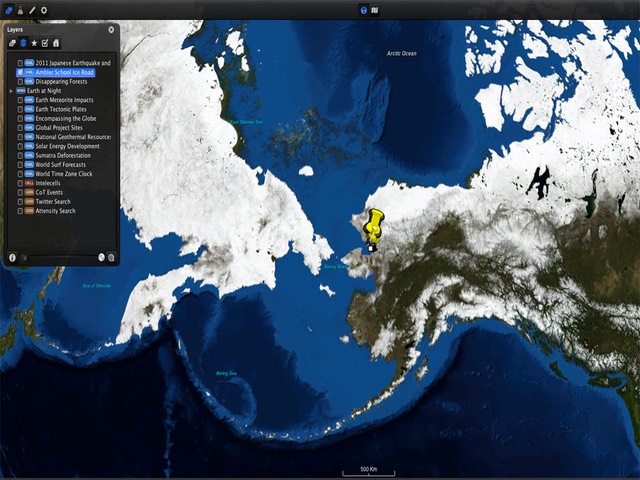 Layers
2011 Japanese Earthquake and
KML Ambler School Ice Road
Disappearing Forests
Earth at Night
Earth Meteorite Impacts
Earth Tectonic Plates
Encompassing the Globe
Global Project Sites
National Geothermal Resources
Solar Energy Development
Sumatra Deforestation
World Surf Forecasts
World Time Zone Clock
Intelecells
CoT Events
Twitter Search
Attensity Search
Arctic Ocean
East Siberian Sea
Sea of Okhotsk
Bering Sea
500 Km